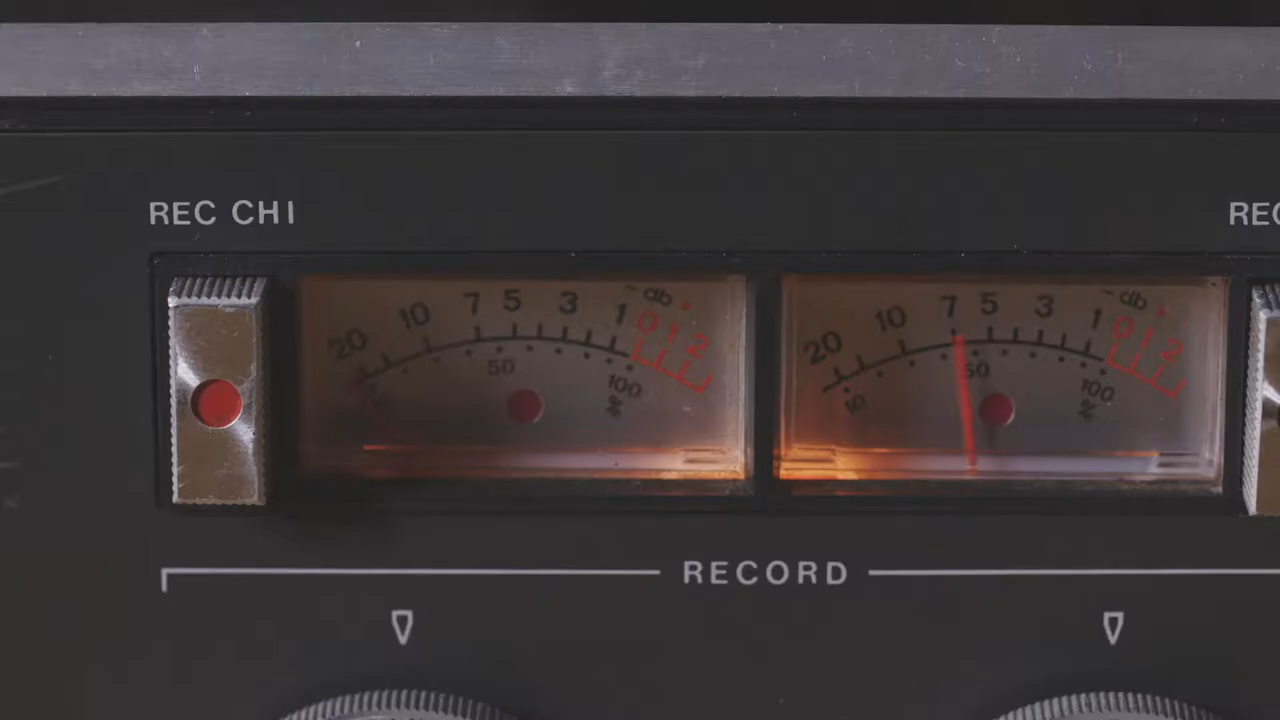 REC CH I
REC
20 10 7 5 3 1 - db +
0 1 2
50 100
%
20 10 7 5 3 1 - db +
0 1 2
10 50 100
%
RECORD